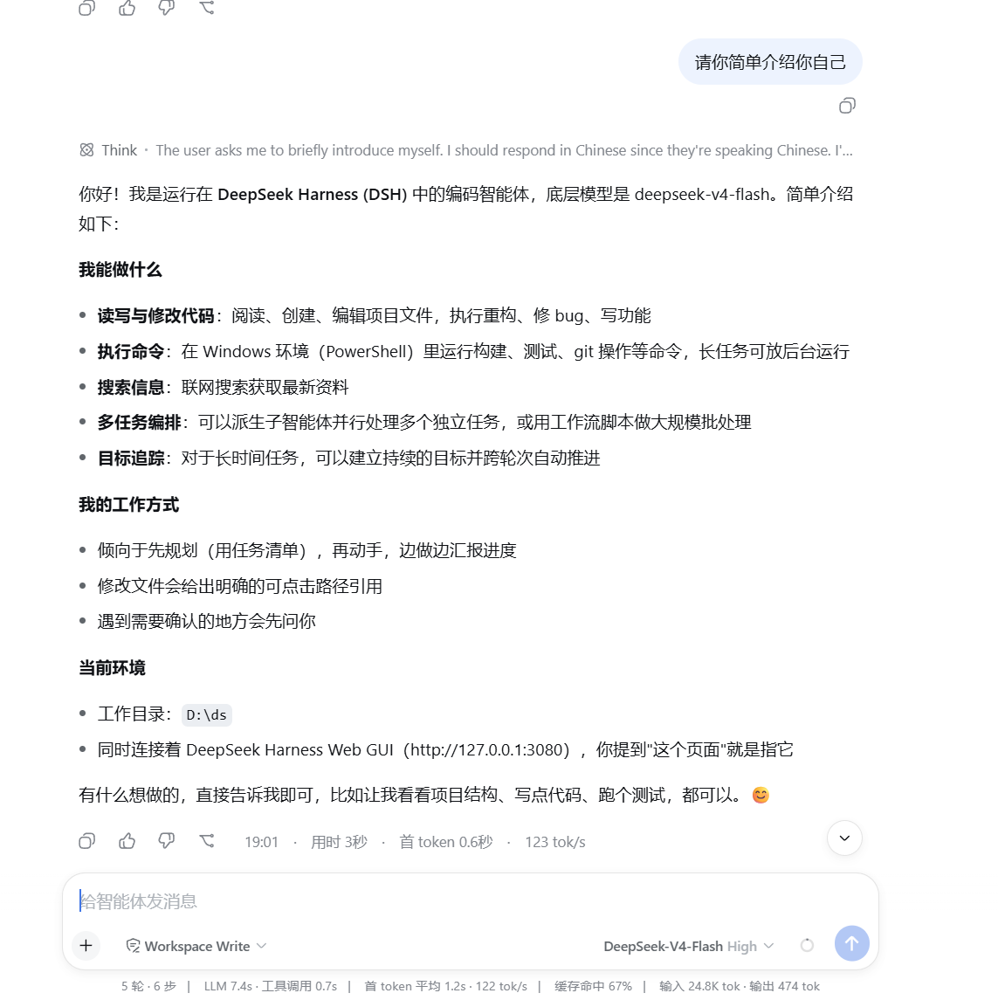 请你简单介绍你自己
Think · The user asks me to briefly introduce myself. I should respond in Chinese since they're speaking Chinese. I'...
你好！我是运行在 DeepSeek Harness (DSH) 中的编码智能体，底层模型是 deepseek-v4-flash。简单介绍
如下：
我能做什么
• 读写与修改代码：阅读、创建、编辑项目文件，执行重构、修 bug、写功能
• 执行命令：在 Windows 环境（PowerShell）里运行构建、测试、git 操作等命令，长任务可放后台运行
• 搜索信息：联网搜索获取最新资料
• 多任务编排：可以派生子智能体并行处理多个独立任务，或用工作流脚本做大规模批处理
• 目标追踪：对于长时间任务，可以建立持续的目标并跨轮次自动推进
我的工作方式
• 倾向于先规划（用任务清单），再动手，边做边汇报进度
• 修改文件会给出明确的可点击路径引用
• 遇到需要确认的地方会先问你
当前环境
• 工作目录：D:\ds
• 同时连接着 DeepSeek Harness Web GUI（http://127.0.0.1:3080），你提到"这个页面"就是指它
有什么想做的，直接告诉我即可，比如让我看看项目结构、写点代码、跑个测试，都可以。😊
19:01 · 用时 3秒 · 首 token 0.6秒 · 123 tok/s
给智能体发消息
Workspace Write
DeepSeek-V4-Flash High
5 轮 · 6 步 | LLM 7.4s · 工具调用 0.7s | 首 token 平均 1.2s · 122 tok/s | 缓存命中 67% | 输入 24.8K tok · 输出 474 tok